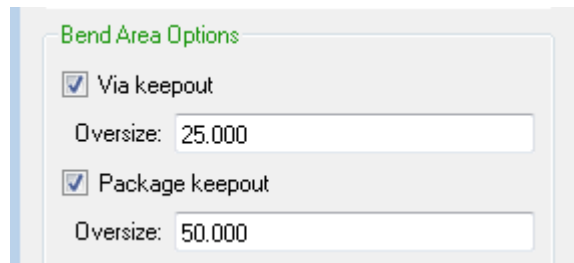 Bend Area Options
Via keepout
Oversize: 25.000
Package keepout
Oversize: 50.000